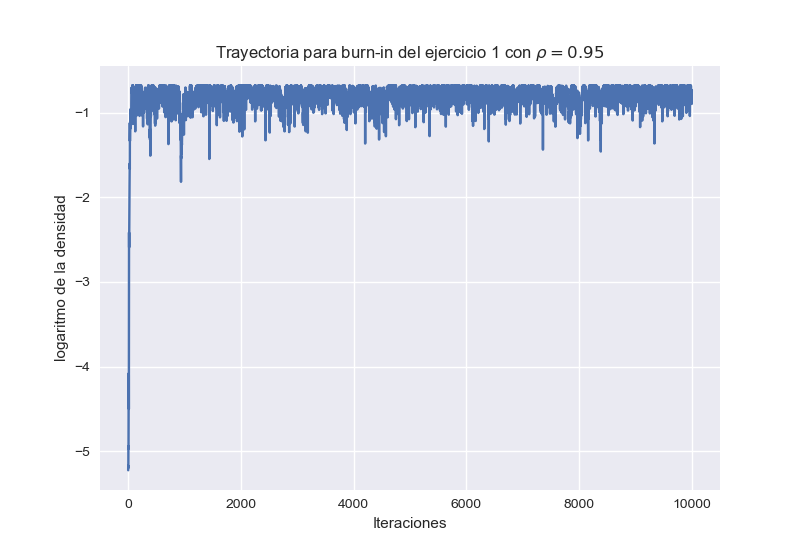 Trayectoria para burn-in del ejercicio 1 con ρ = 0.95
−1
−2
−3
−4
−5
logaritmo de la densidad
0 2000 4000 6000 8000 10000
Iteraciones